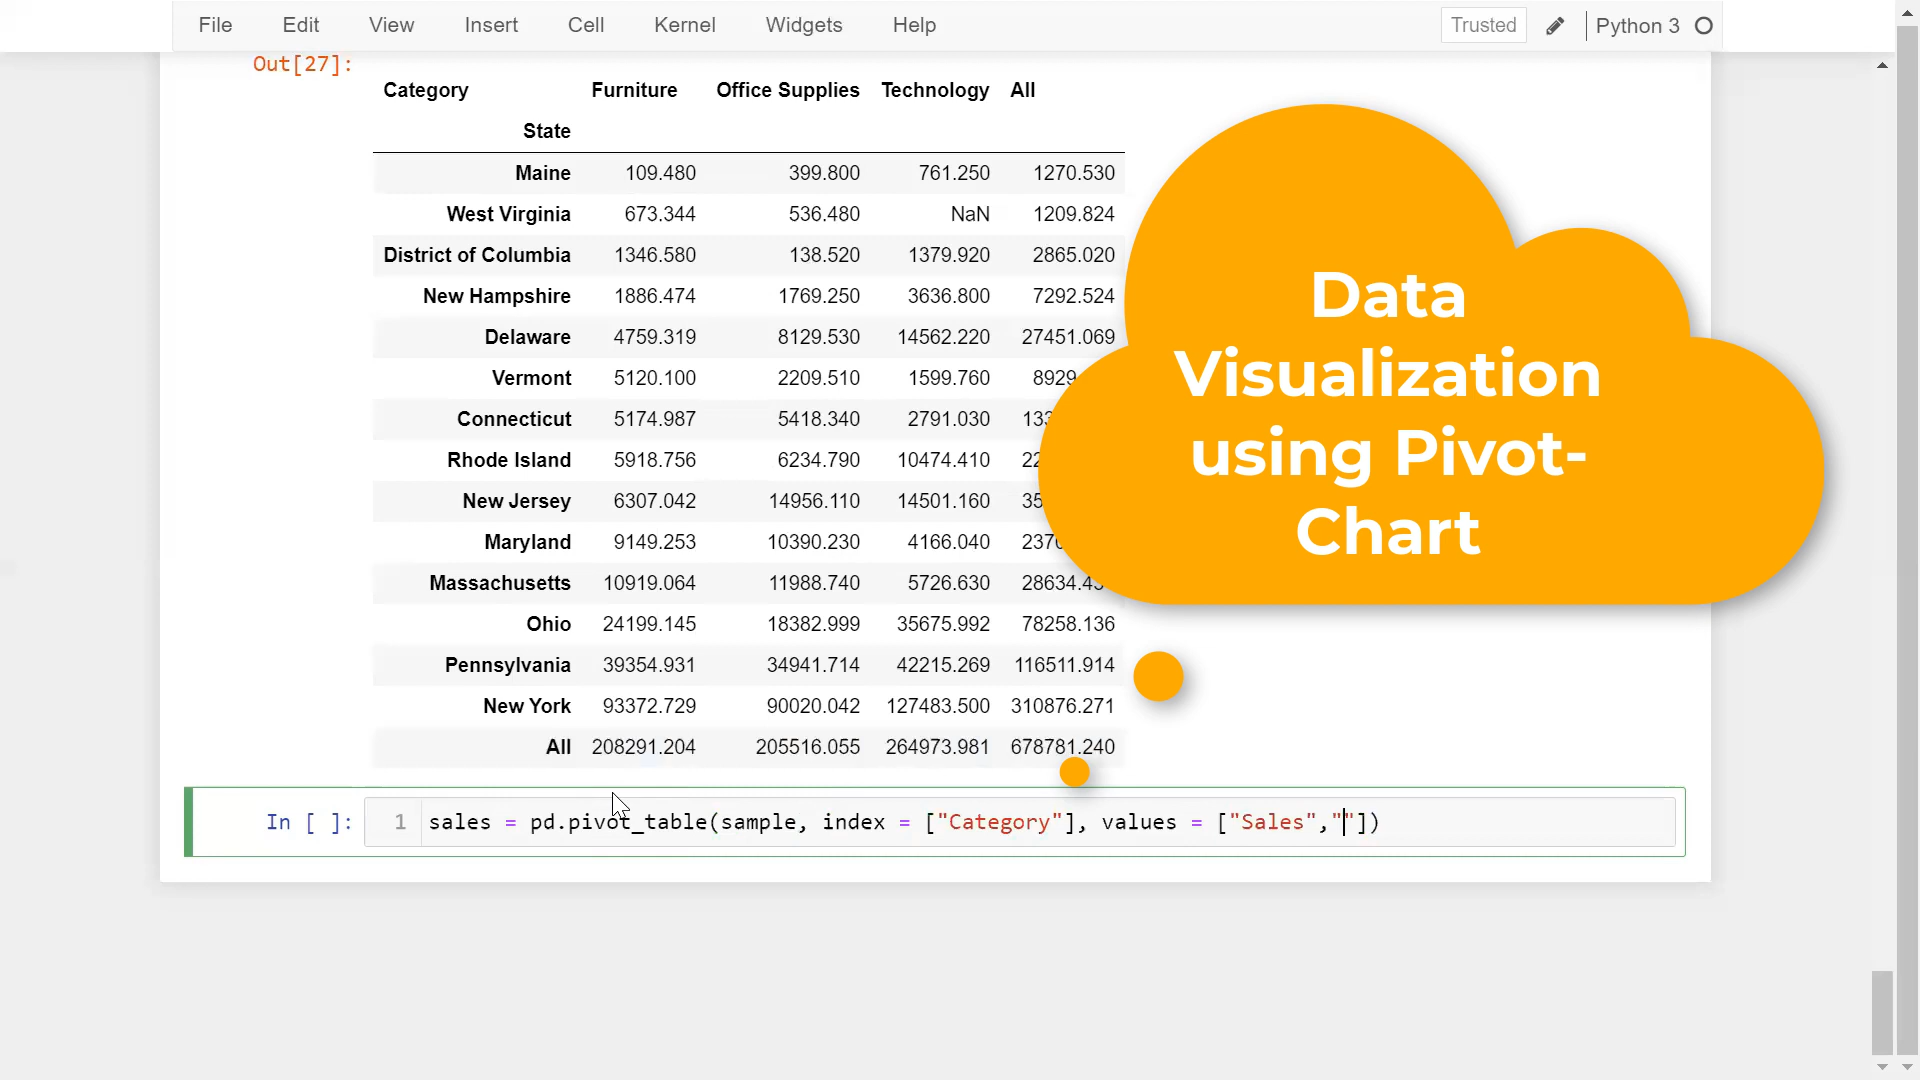 File Edit View Insert Cell Kernel Widgets Help Trusted Python 3
Out[27]:
Category Furniture Office Supplies Technology All
State
Maine 109.480 399.800 761.250 1270.530
West Virginia 673.344 536.480 NaN 1209.824
District of Columbia 1346.580 138.520 1379.920 2865.020
New Hampshire 1886.474 1769.250 3636.800 7292.524
Delaware 4759.319 8129.530 14562.220 27451.069
Vermont 5120.100 2209.510 1599.760
Connecticut 5174.987 5418.340 2791.030
Rhode Island 5918.756 6234.790 10474.410
New Jersey 6307.042 14956.110 14501.160
Maryland 9149.253 10390.230 4166.040
Massachusetts 10919.064 11988.740 5726.630
Ohio 24199.145 18382.999 35675.992 78258.136
Pennsylvania 39354.931 34941.714 42215.269 116511.914
New York 93372.729 90020.042 127483.500 310876.271
All 208291.204 205516.055 264973.981 678781.240
Data
Visualization
using Pivot-
Chart
In [ ]: 1 sales = pd.pivot_table(sample, index = ["Category"], values = ["Sales",""])